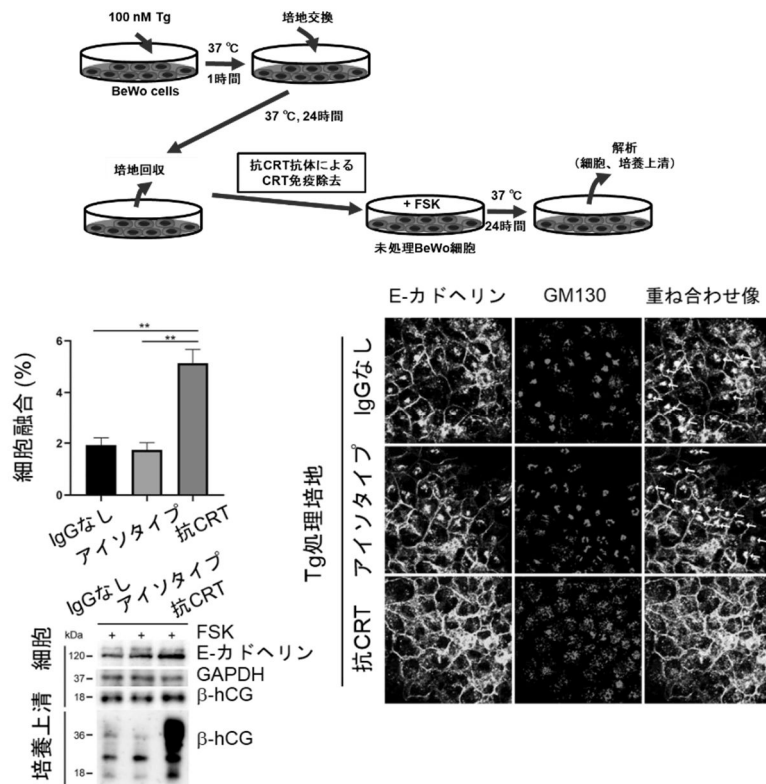 100 nM Tg
培地交換
37 ℃
1時間
BeWo cells
37 ℃, 24時間
培地回収
抗CRT抗体による
CRT免疫除去
+ FSK
37 ℃
24時間
未処理BeWo細胞
解析
(細胞、培養上清)
細胞融合 (%)
6
4
2
0
**
**
IgGなし
アイソタイプ
抗CRT
IgGなし
アイソタイプ
抗CRT
kDa
+ + + FSK
細胞
120
E-カドヘリン
37
GAPDH
18
β-hCG
培養上清
36
β-hCG
18
E-カドヘリン
GM130
重ね合わせ像
Tg処理培地
IgGなし
アイソタイプ
抗CRT